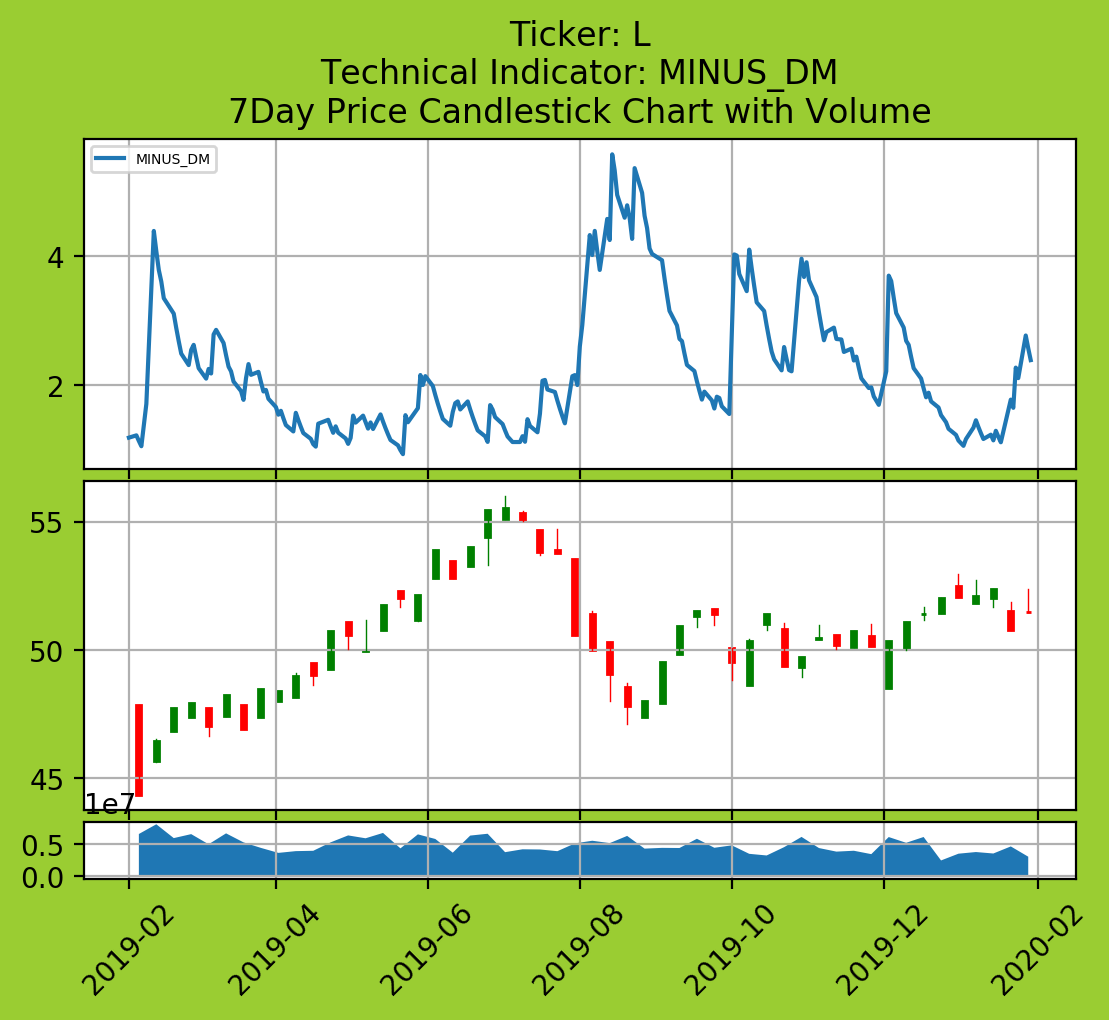 Ticker: L
Technical Indicator: MINUS_DM
7Day Price Candlestick Chart with Volume
MINUS_DM
4
2
55
50
45
1e7
0.5
0.0
2019-02
2019-04
2019-06
2019-08
2019-10
2019-12
2020-02